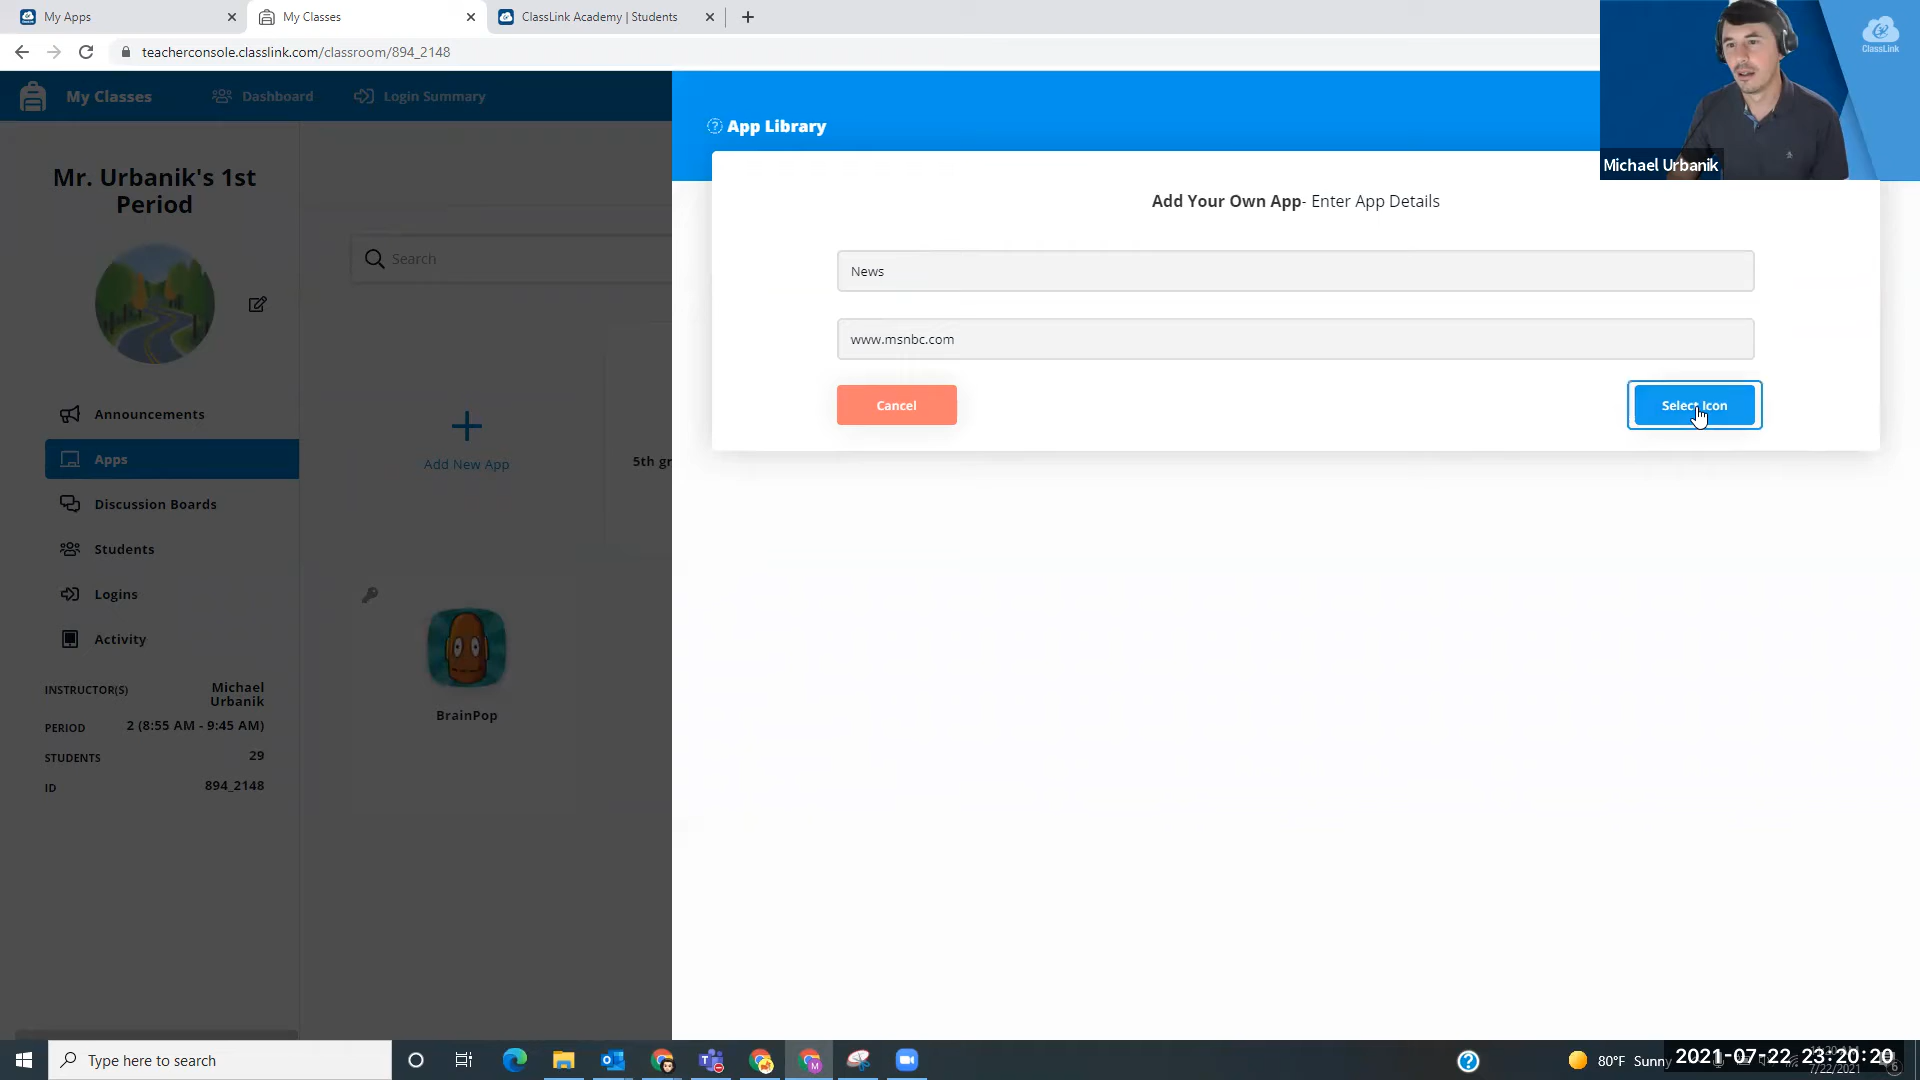 My Apps
My Classes
ClassLink Academy | Students
teacherconsole.classlink.com/classroom/894_2148
ClassLink
My Classes
Dashboard
Login Summary
App Library
Michael Urbanik
Mr. Urbanik's 1st
Period
Add Your Own App- Enter App Details
Search
News
www.msnbc.com
Cancel
Select Icon
Announcements
Apps
Discussion Boards
Students
Logins
Activity
Add New App
5th gr
BrainPop
INSTRUCTOR(S) Michael
Urbanik
PERIOD 2 (8:55 AM - 9:45 AM)
STUDENTS 29
ID 894_2148
Type here to search
80°F Sunny
2021-07-22 23:20:20
7/22/2021